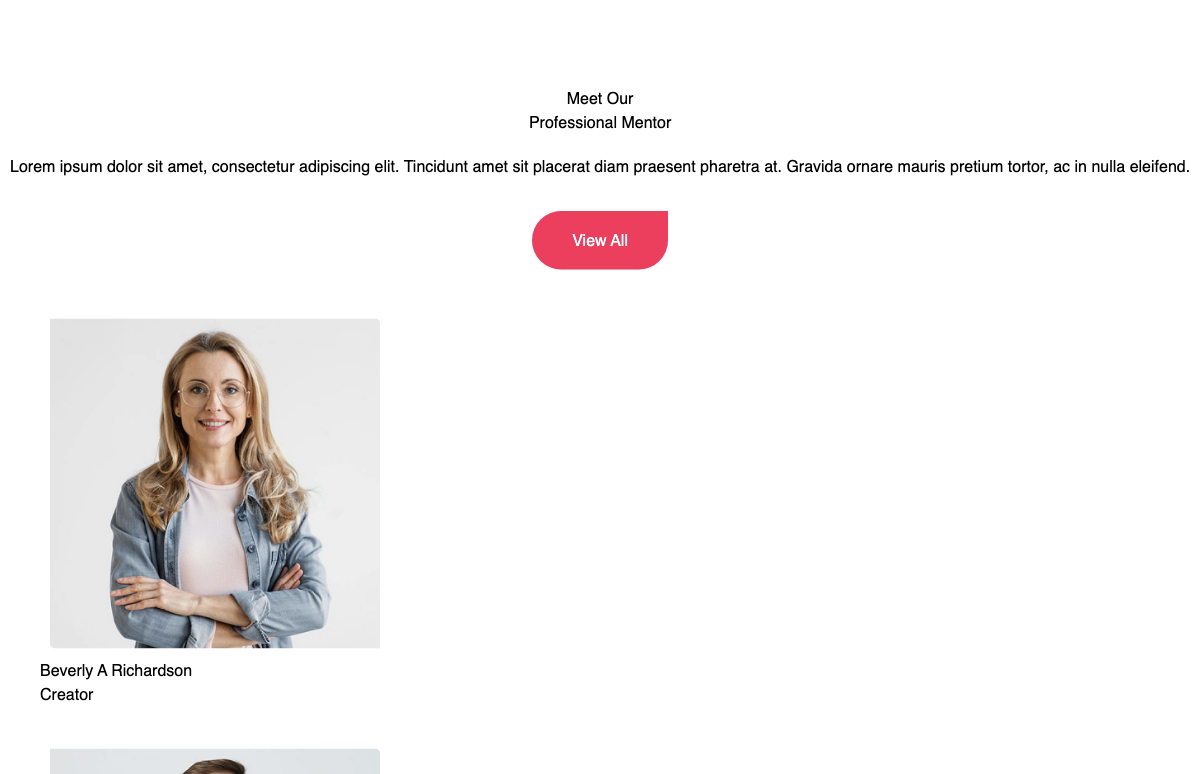 Meet Our
Professional Mentor
Lorem ipsum dolor sit amet, consectetur adipiscing elit. Tincidunt amet sit placerat diam praesent pharetra at. Gravida ornare mauris pretium tortor, ac in nulla eleifend.
View All
Beverly A Richardson
Creator